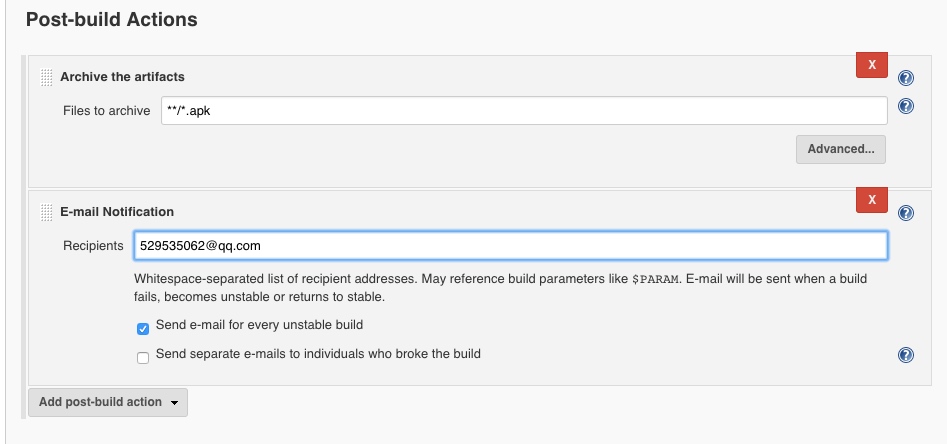 Post-build Actions
X
Archive the artifacts
?
Files to archive **/*.apk
?
Advanced...
X
E-mail Notification
?
Recipients 529535062@qq.com
Whitespace-separated list of recipient addresses. May reference build parameters like $PARAM. E-mail will be sent when a build
fails, becomes unstable or returns to stable.
Send e-mail for every unstable build
Send separate e-mails to individuals who broke the build
?
Add post-build action